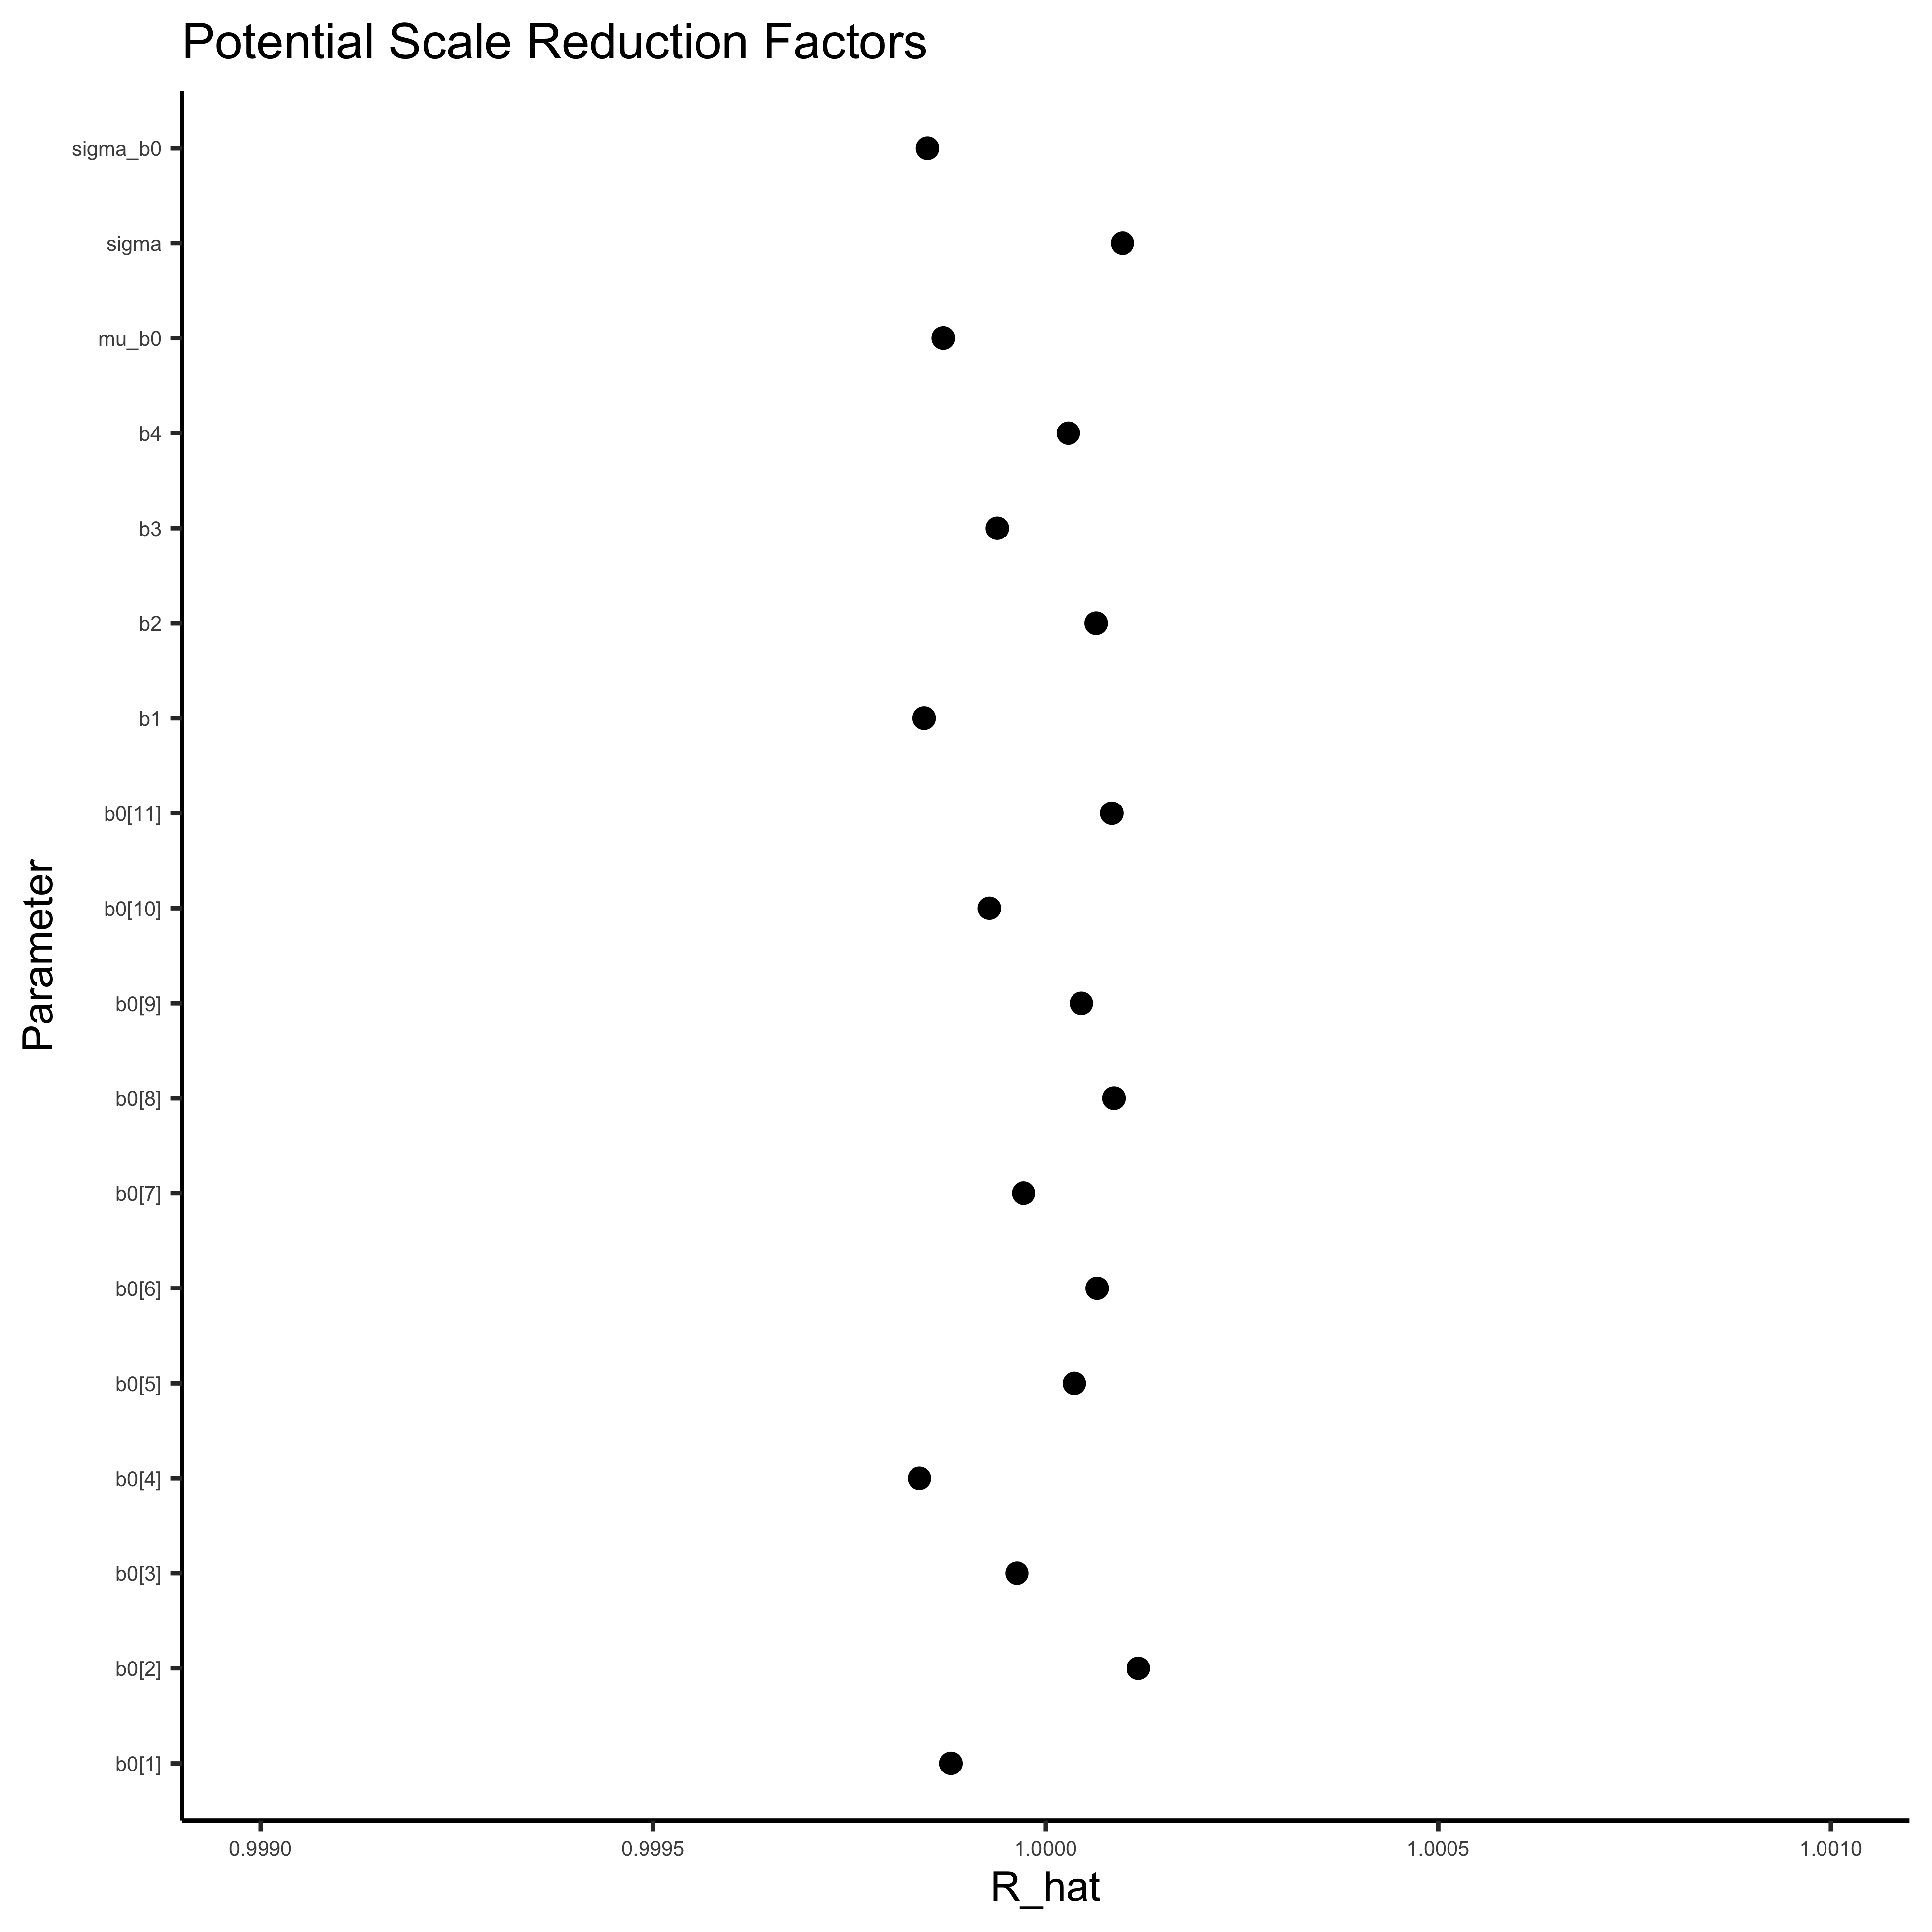 Potential Scale Reduction Factors
sigma_b0
sigma
mu_b0
b4
b3
b2
b1
b0[11]
b0[10]
b0[9]
b0[8]
b0[7]
b0[6]
b0[5]
b0[4]
b0[3]
b0[2]
b0[1]
Parameter
0.9990 0.9995 1.0000 1.0005 1.0010
R_hat